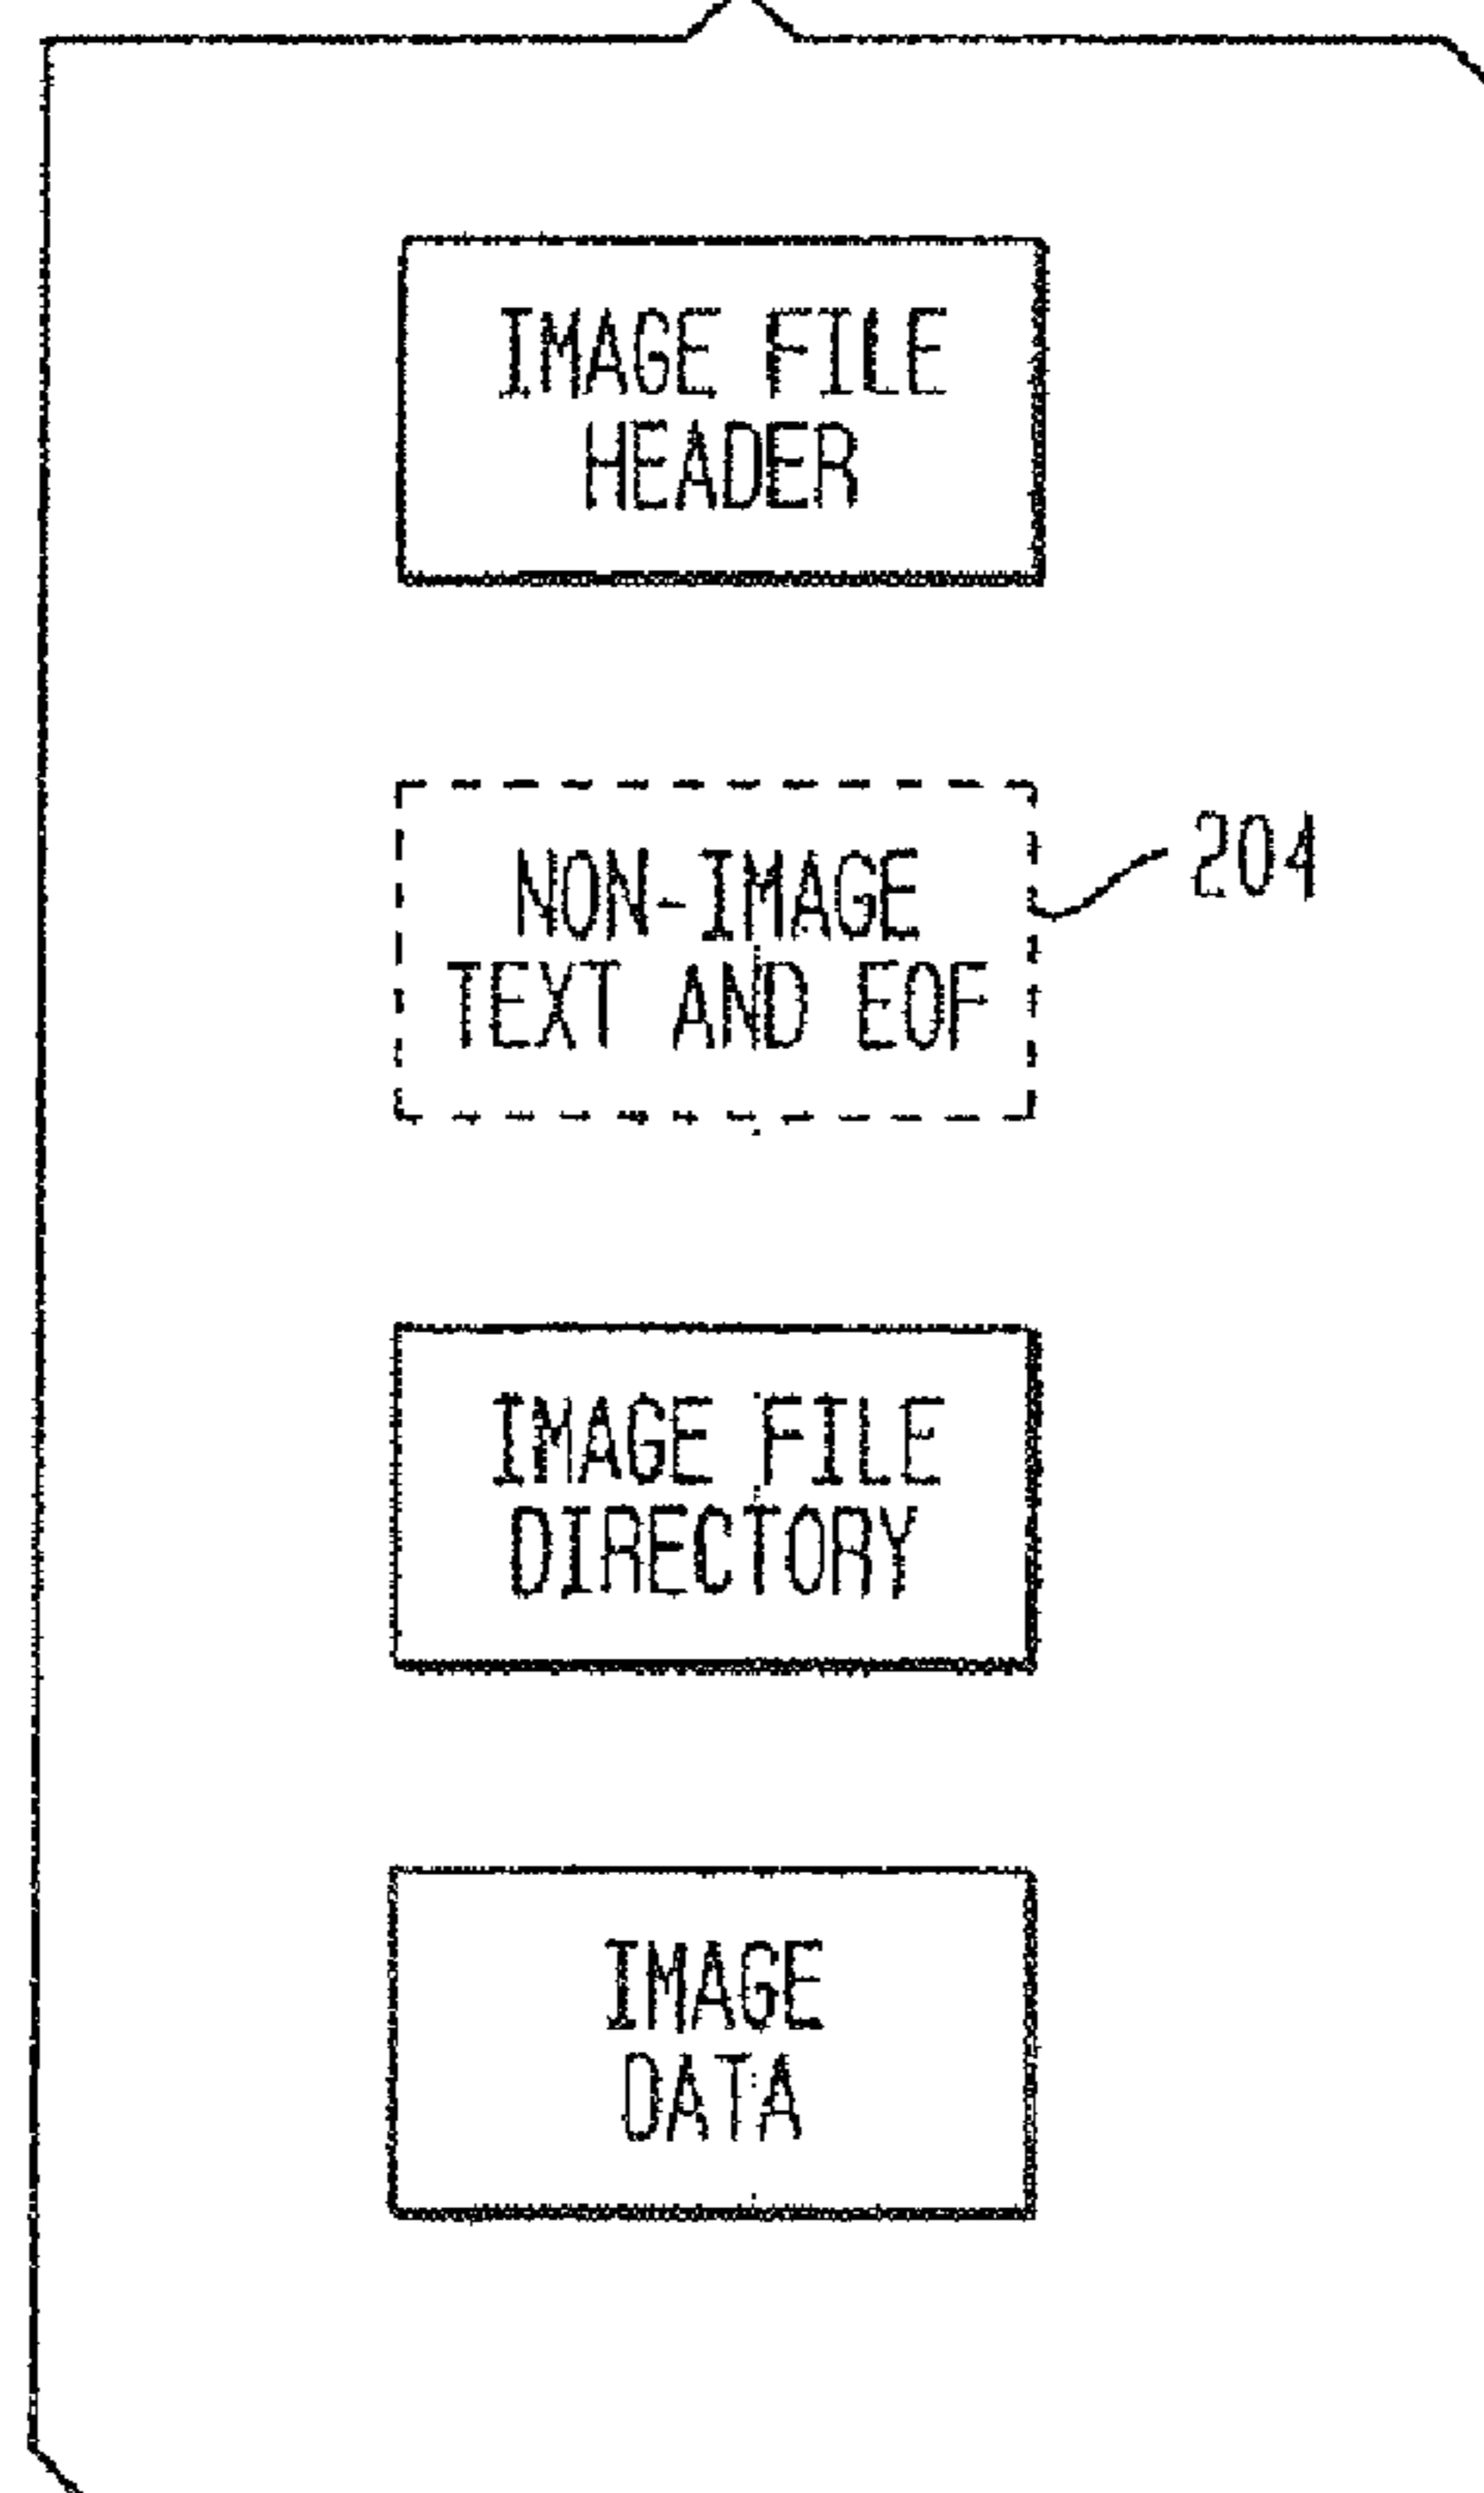 IMAGE FILE
HEADER
NON-IMAGE
TEXT AND EOF
204
IMAGE FILE
DIRECTORY
IMAGE
DATA